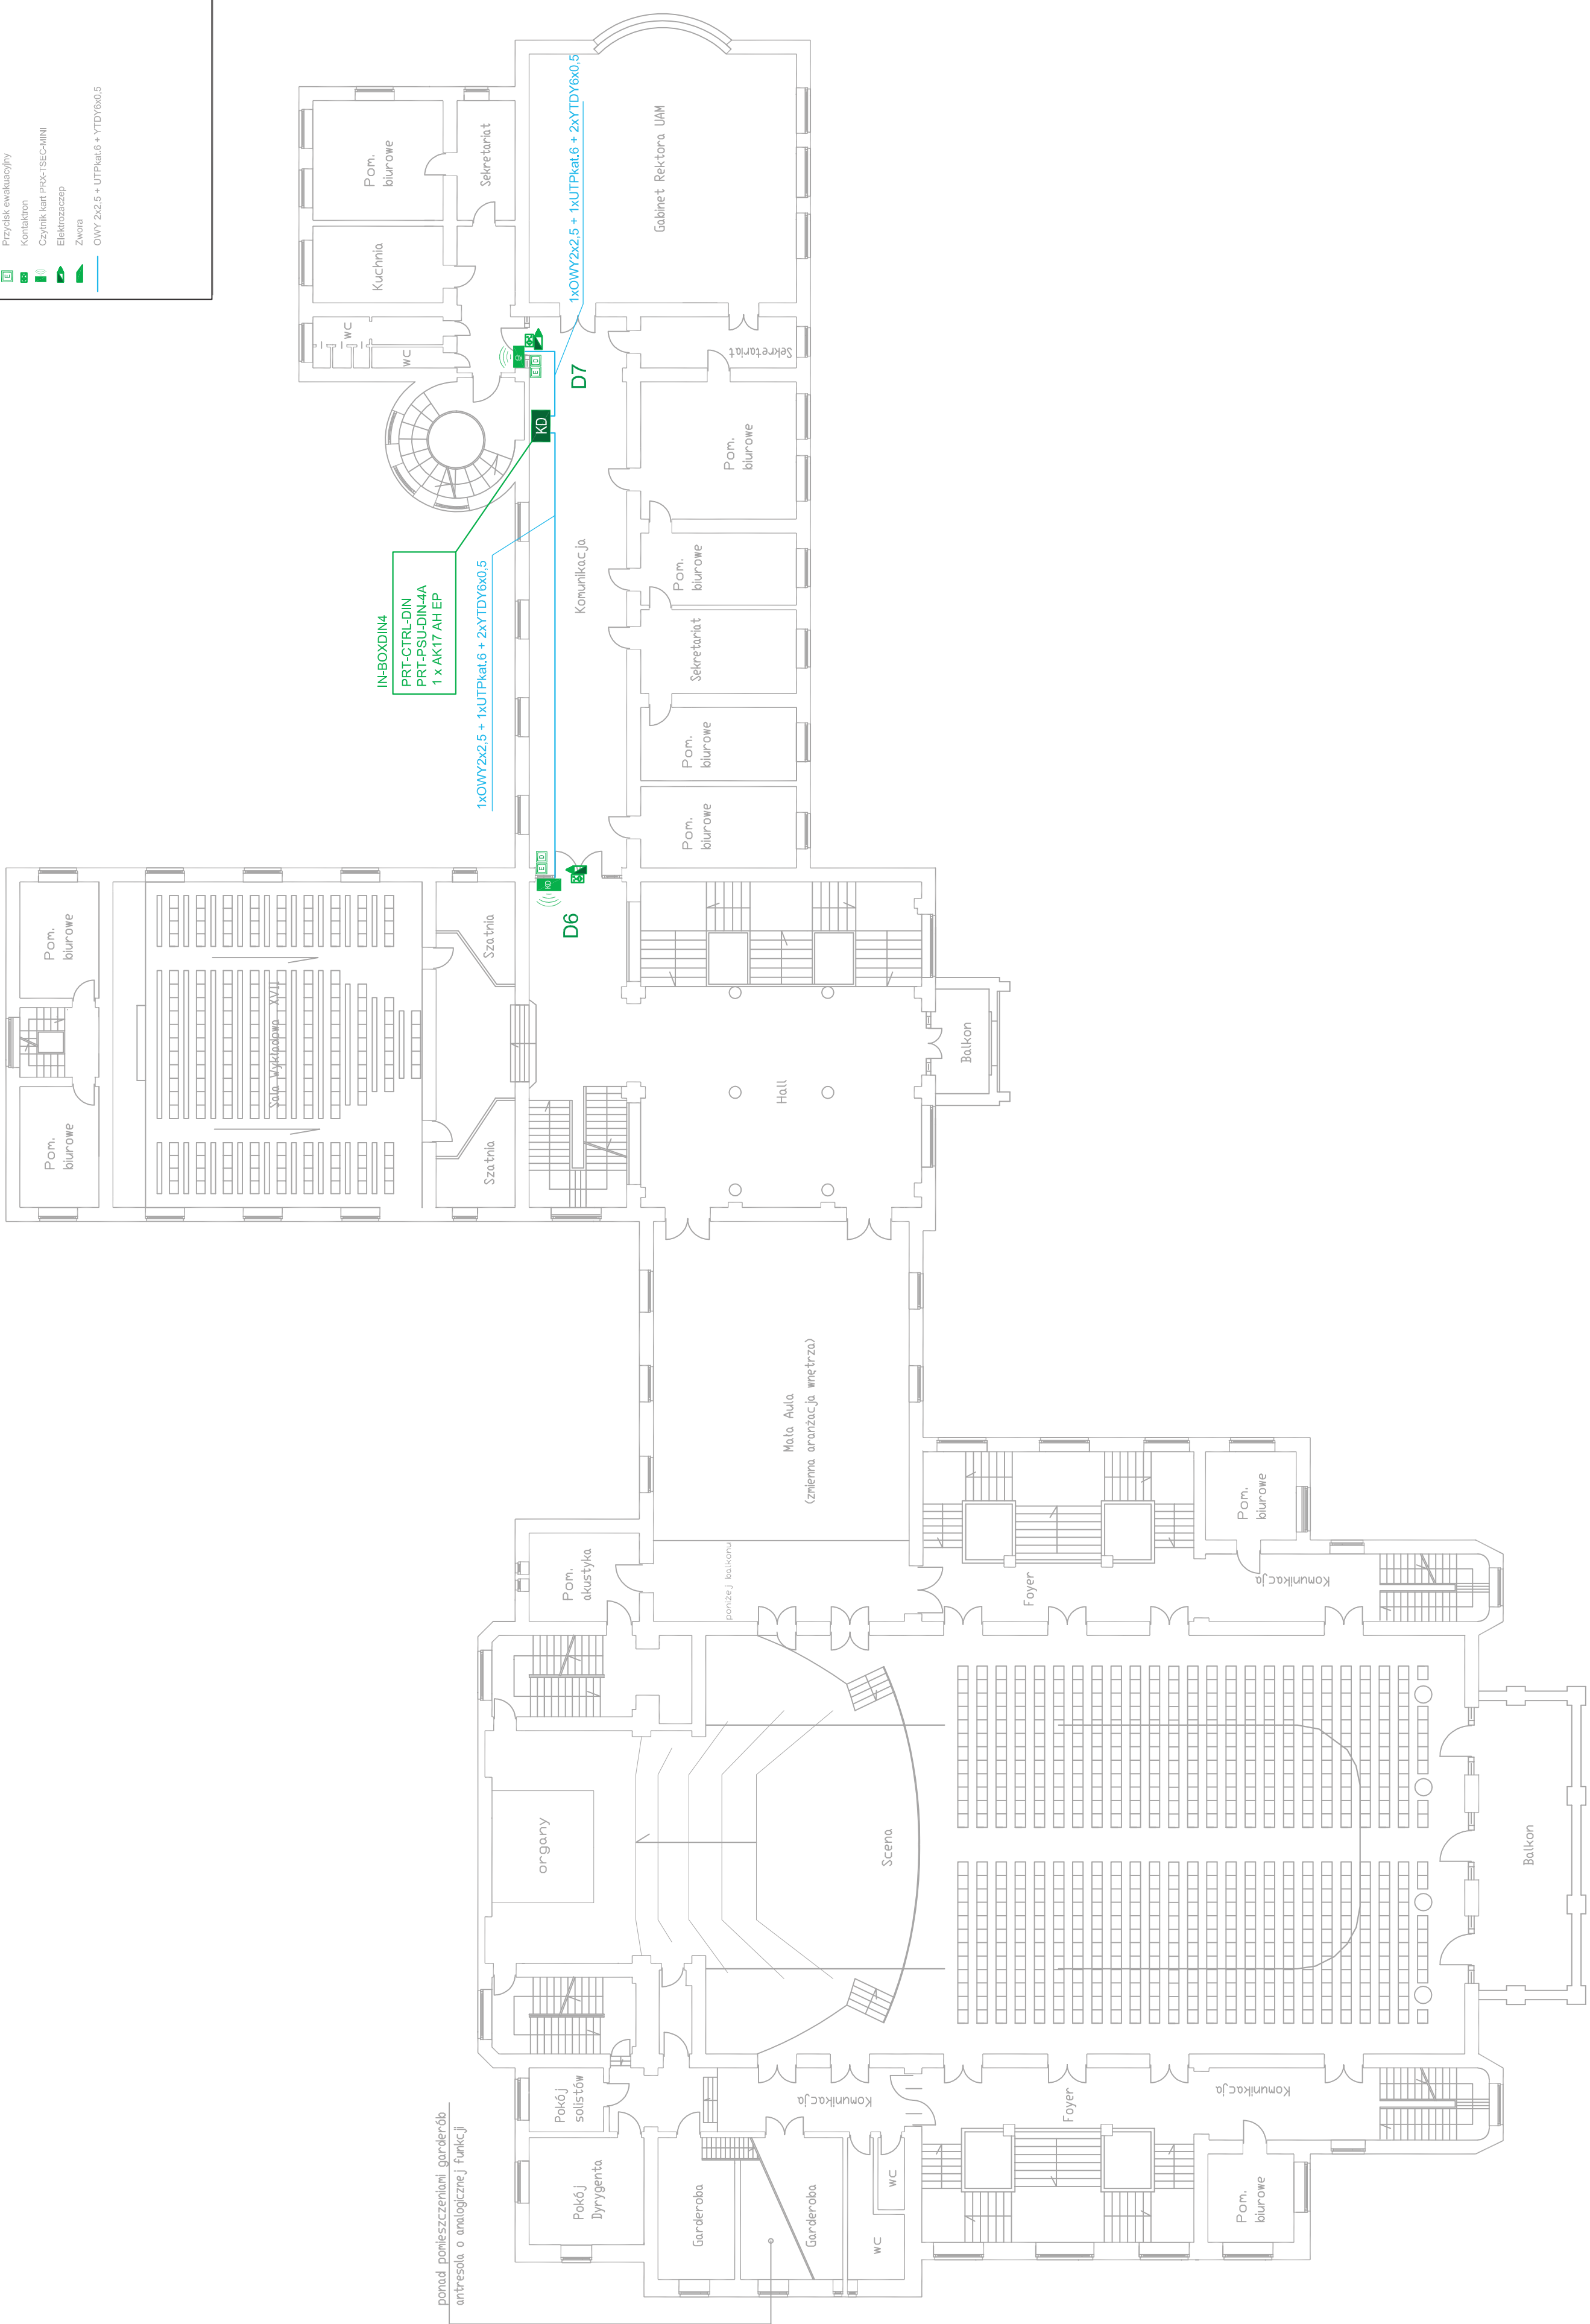 Przycisk ewakuacyjny
Kontaktron
Czytnik kart PRX-TSEC-MINI
Elektrozaczep
Zwora
OWY 2x2,5 + UTPkat.6 + YTDY6x0,5
E
Pom.
biurowe
Sekretariat
Kuchnia
WC
WC
Gabinet Rektora UAM
Sekretariat
1xOWY2x2,5 + 1xUTPkat.6 + 2xYTDY6x0,5
E D
D7
KD
IN-BOXDIN4
PRT-CTRL-DIN
PRT-PSU-DIN-4A
1 x AK17 AH EP
1xOWY2x2,5 + 1xUTPkat.6 + 2xYTDY6x0,5
Komunikacja
Pom.
biurowe
Pom.
biurowe
Sekretariat
Pom.
biurowe
Pom.
biurowe
E D
KD
D6
Pom.
biurowe
Pom.
biurowe
Sala Wykładowa XVII
Szatnia
Szatnia
Hall
Balkon
Mała Aula
(zmienna aranżacja wnętrza)
poniżej balkonu
Pom.
akustyka
Foyer
Komunikacja
Pom.
biurowe
organy
Scena
Balkon
Pokój
solistów
Pokój
Dyrygenta
Garderoba
Garderoba
WC
WC
Komunikacja
Foyer
Komunikacja
Pom.
biurowe
ponad pomieszczeniami garderób
antresola o analogicznej funkcji